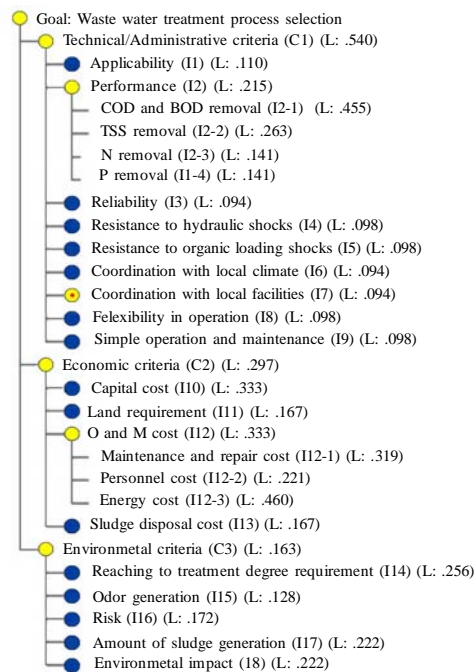 Goal: Waste water treatment process selection
Technical/Administrative criteria (C1) (L: .540)
Applicability (I1) (L: .110)
Performance (I2) (L: .215)
COD and BOD removal (I2-1) (L: .455)
TSS removal (I2-2) (L: .263)
N removal (I2-3) (L: .141)
P removal (I1-4) (L: .141)
Reliability (I3) (L: .094)
Resistance to hydraulic shocks (I4) (L: .098)
Resistance to organic loading shocks (I5) (L: .098)
Coordination with local climate (I6) (L: .094)
Coordination with local facilities (I7) (L: .094)
Felexibility in operation (I8) (L: .098)
Simple operation and maintenance (I9) (L: .098)
Economic criteria (C2) (L: .297)
Capital cost (I10) (L: .333)
Land requirement (I11) (L: .167)
O and M cost (I12) (L: .333)
Maintenance and repair cost (I12-1) (L: .319)
Personnel cost (I12-2) (L: .221)
Energy cost (I12-3) (L: .460)
Sludge disposal cost (I13) (L: .167)
Environmetal criteria (C3) (L: .163)
Reaching to treatment degree requirement (I14) (L: .256)
Odor generation (I15) (L: .128)
Risk (I16) (L: .172)
Amount of sludge generation (I17) (L: .222)
Environmetal impact (18) (L: .222)